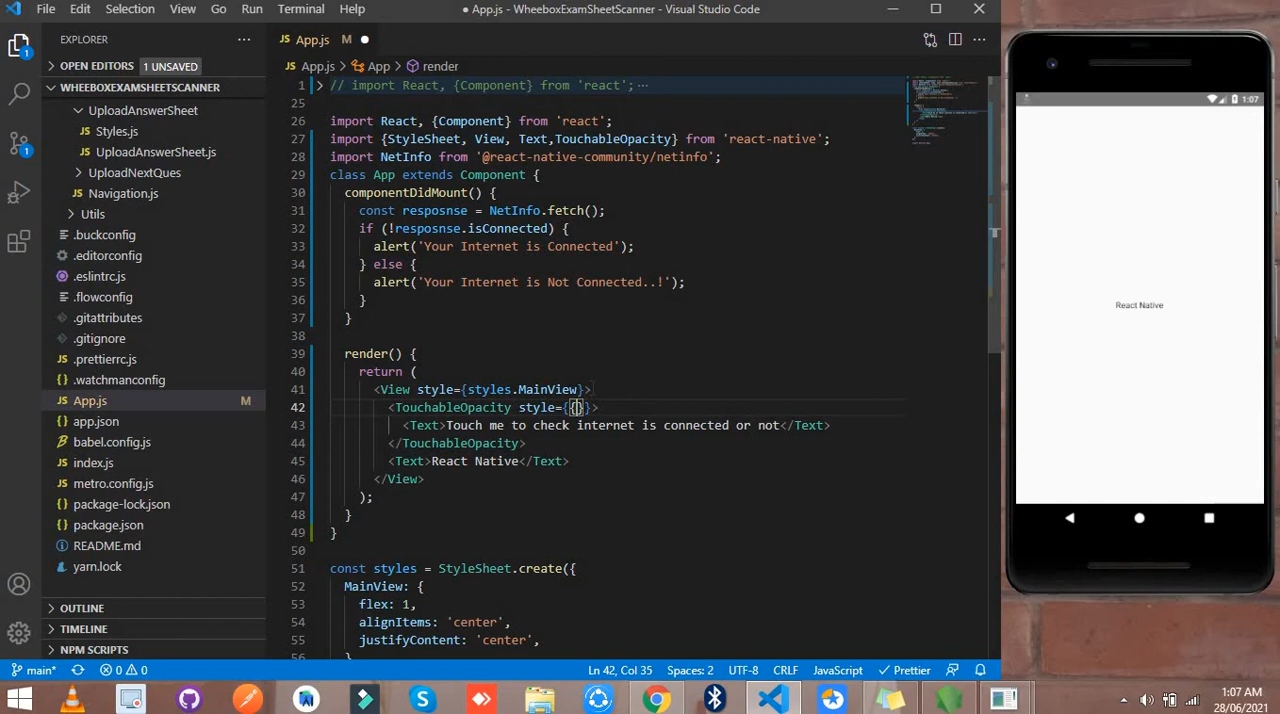 File Edit Selection View Go Run Terminal Help ● App.js - WheeboxExamSheetScanner - Visual Studio Code
EXPLORER
OPEN EDITORS 1 UNSAVED
WHEEBOXEXAMSHEETSCANNER
UploadAnswerSheet
Styles.js
UploadAnswerSheet.js
UploadNextQues
Navigation.js
Utils
.buckconfig
.editorconfig
.eslintrc.js
.flowconfig
.gitattributes
.gitignore
.prettierrc.js
.watchmanconfig
App.js M
app.json
babel.config.js
index.js
metro.config.js
package-lock.json
package.json
README.md
yarn.lock
OUTLINE
TIMELINE
NPM SCRIPTS
App.js M
App.js > App > render
1 // import React, {Component} from 'react'; ···
25
26 import React, {Component} from 'react';
27 import {StyleSheet, View, Text,TouchableOpacity} from 'react-native';
28 import NetInfo from '@react-native-community/netinfo';
29 class App extends Component {
30 componentDidMount() {
31 const resposnse = NetInfo.fetch();
32 if (!resposnse.isConnected) {
33 alert('Your Internet is Connected');
34 } else {
35 alert('Your Internet is Not Connected..!');
36 }
37 }
38
39 render() {
40 return (
41 <View style={styles.MainView}>
42 <TouchableOpacity style={{}}>
43 <Text>Touch me to check internet is connected or not</Text>
44 </TouchableOpacity>
45 <Text>React Native</Text>
46 </View>
47 );
48 }
49 }
50
51 const styles = StyleSheet.create({
52 MainView: {
53 flex: 1,
54 alignItems: 'center',
55 justifyContent: 'center',
56 }
1:07
React Native
main* 0 0 Ln 42, Col 35 Spaces: 2 UTF-8 CRLF JavaScript Prettier
1:07 AM
28/06/2021